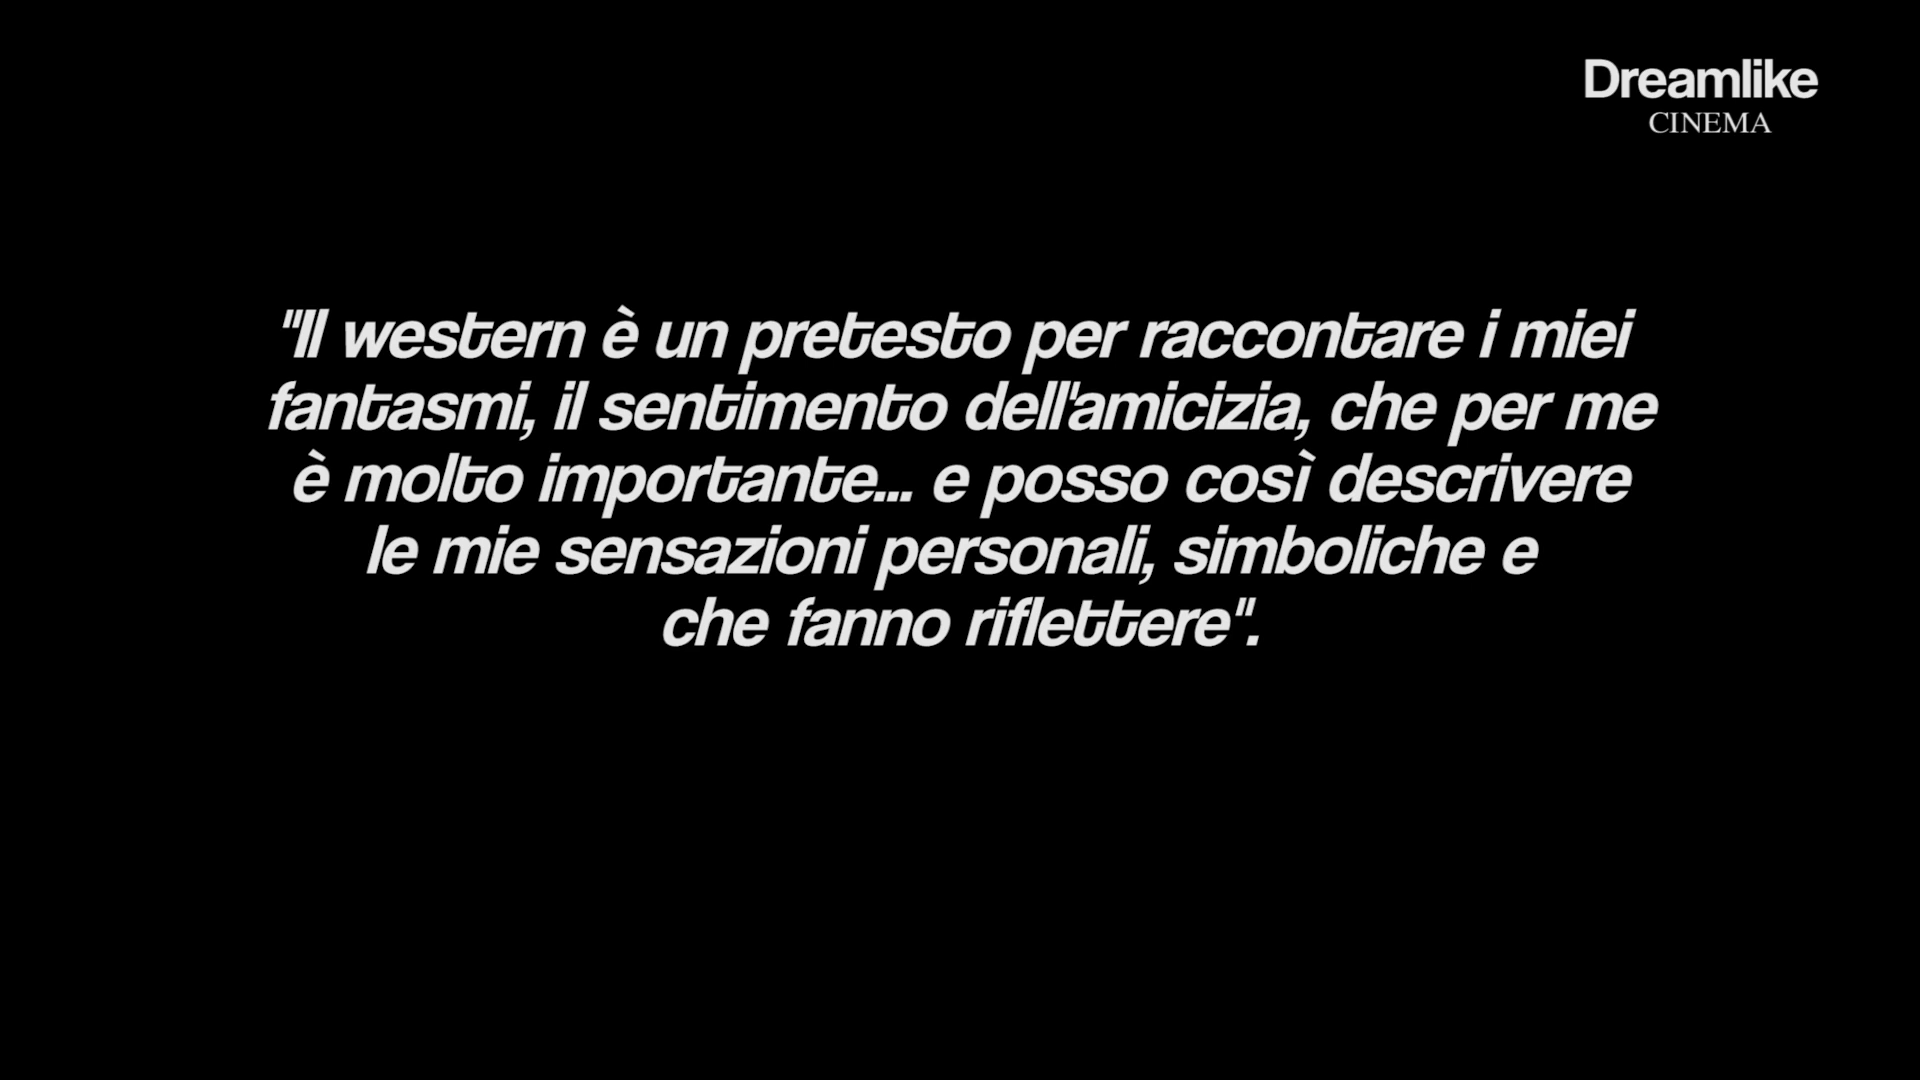 Dreamlike
CINEMA
"Il western è un pretesto per raccontare i miei
fantasmi, il sentimento dell'amicizia, che per me
è molto importante... e posso così descrivere
le mie sensazioni personali, simboliche e
che fanno riflettere".